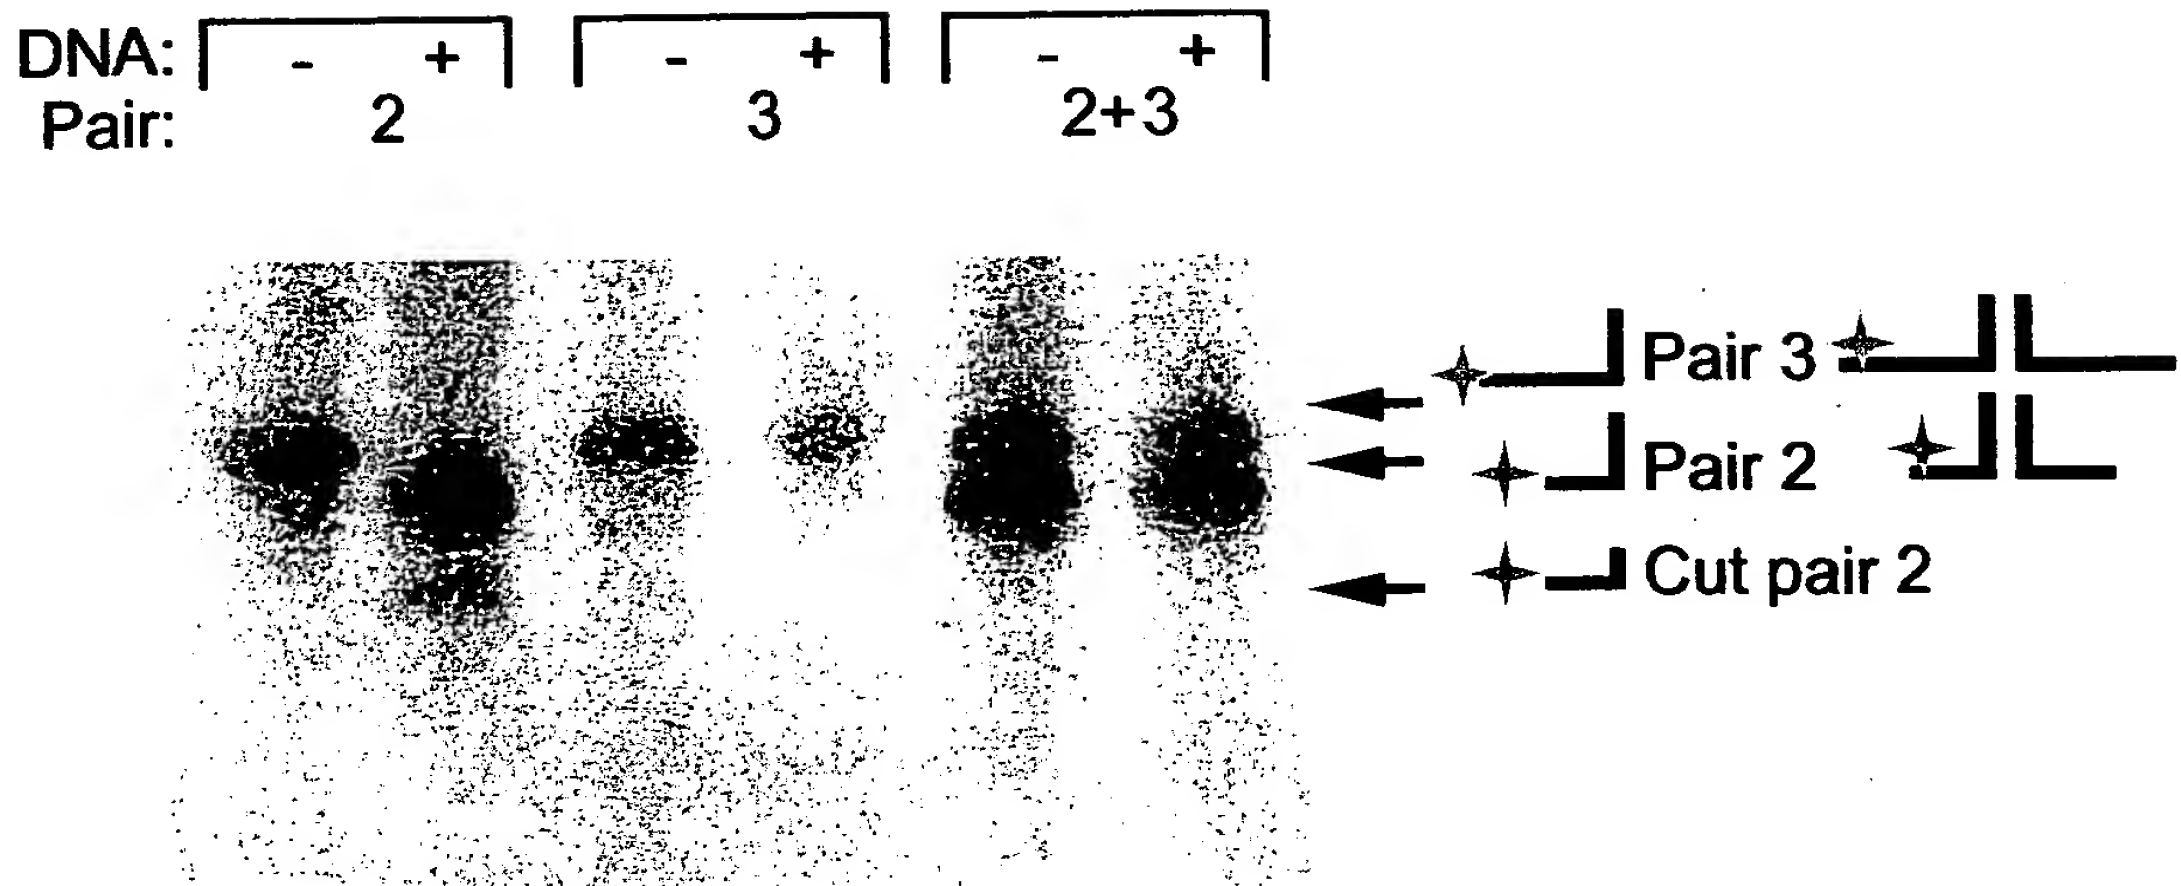 DNA: - + - + - +
Pair: 2 3 2+3
Pair 3
Pair 2
Cut pair 2